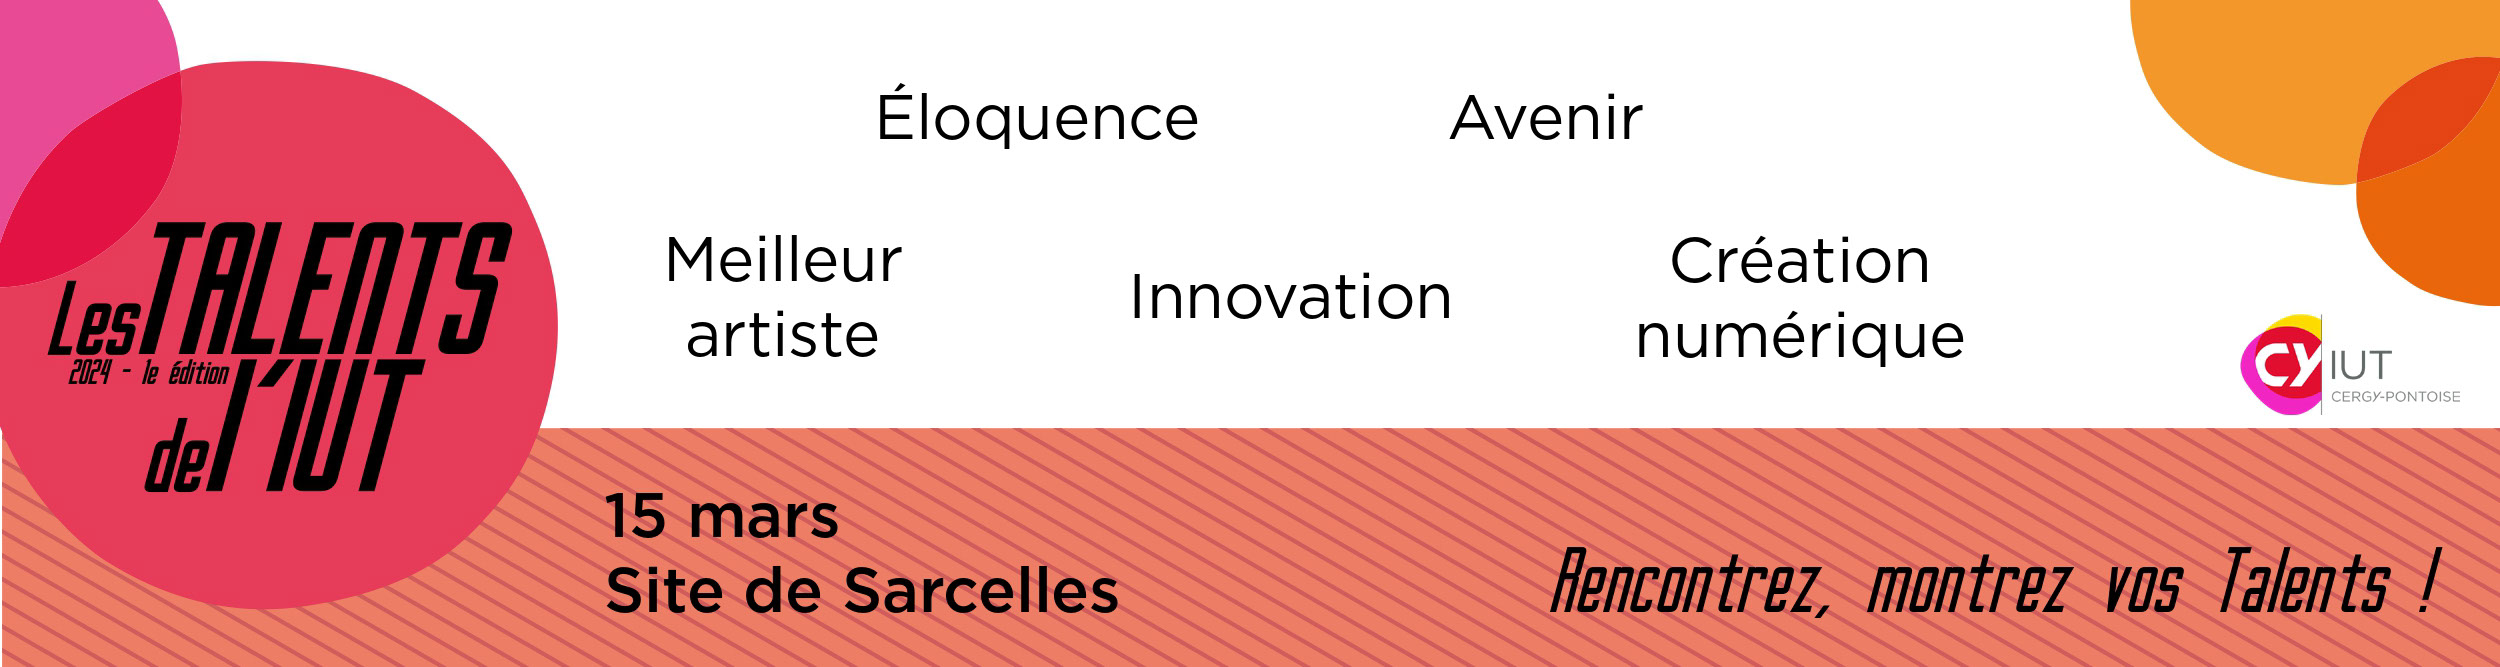 Les TALENTS
2024 - 1e édition
de l'IUT
Éloquence
Avenir
Meilleur
artiste
Innovation
Création
numérique
CY
IUT
CERGY-PONTOISE
15 mars
Site de Sarcelles
Rencontrez, montrez vos Talents !